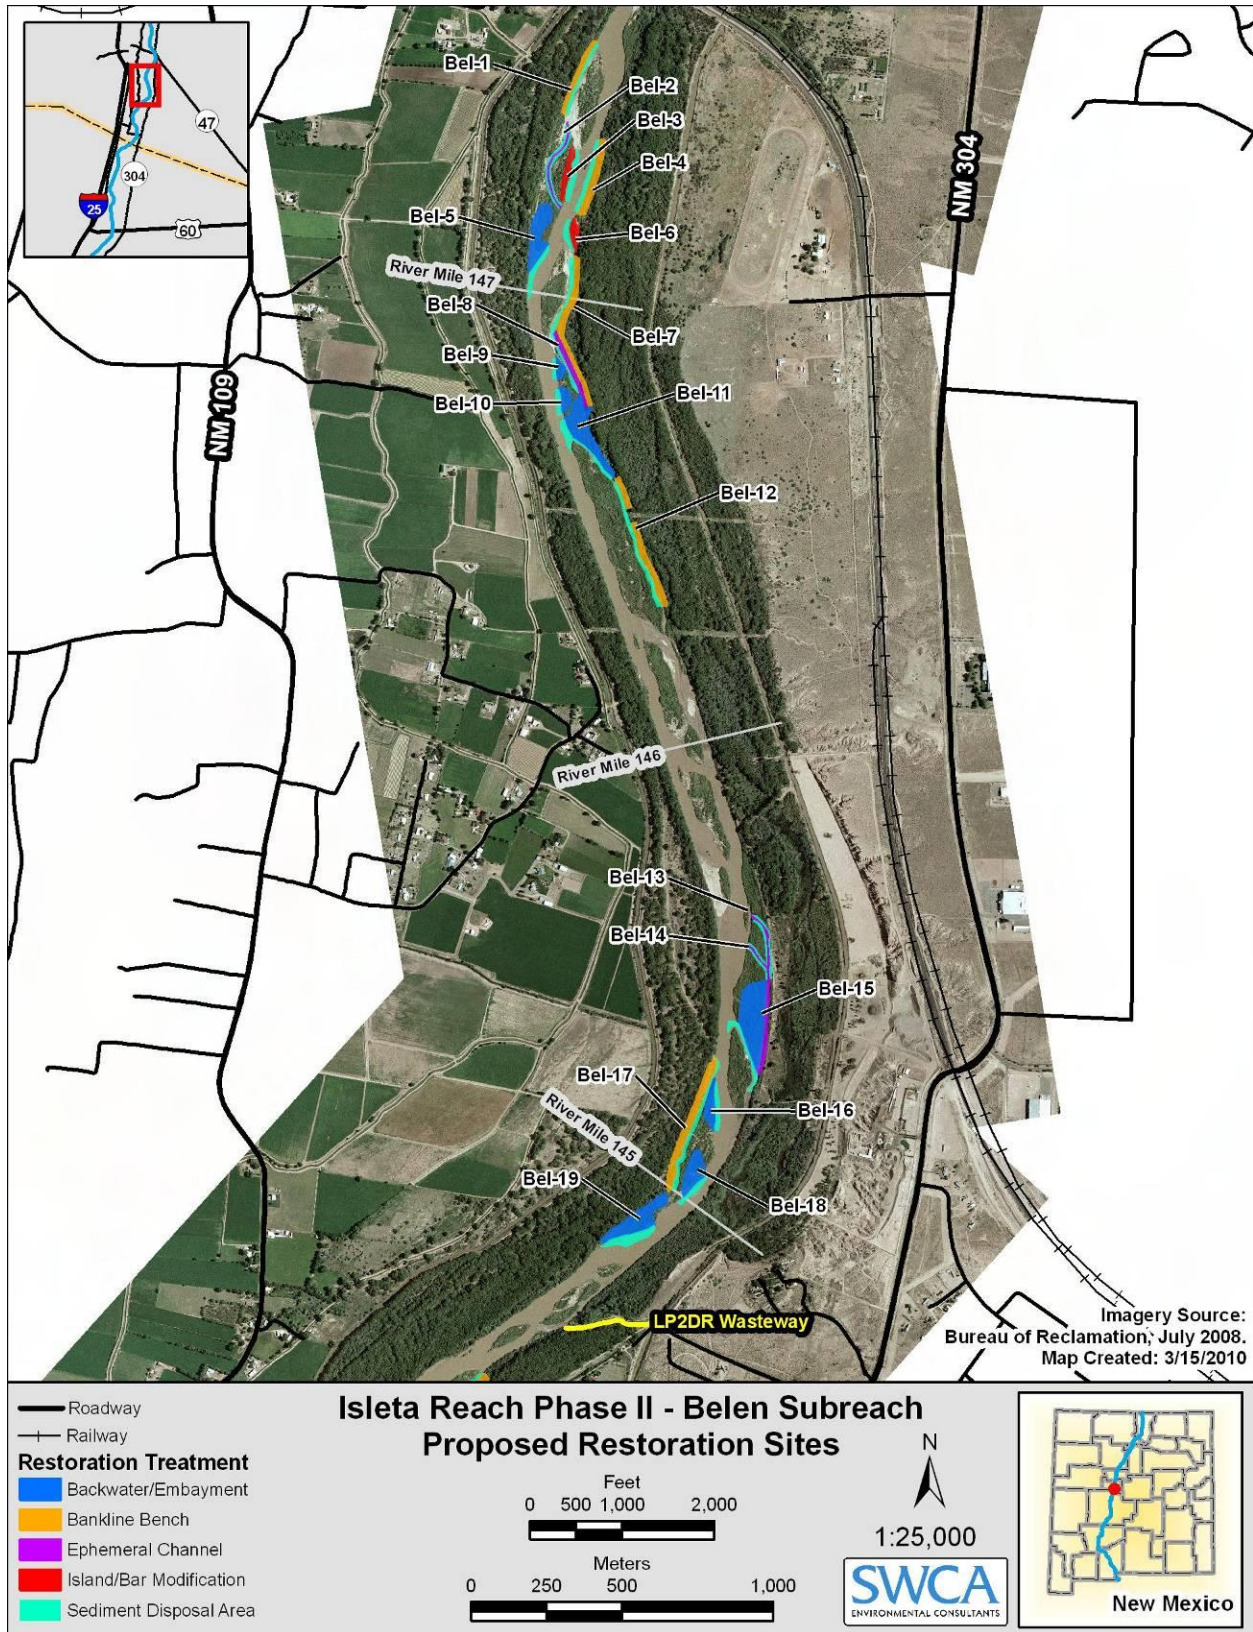 47
304
25
60
Bel-1
Bel-2
Bel-3
Bel-4
Bel-5
Bel-6
River Mile 147
Bel-7
Bel-8
Bel-9
Bel-10
Bel-11
Bel-12
NM 304
NM 109
River Mile 146
Bel-13
Bel-14
Bel-15
Bel-16
Bel-17
River Mile 145
Bel-18
Bel-19
LP2DR Wasteway
Imagery Source:
Bureau of Reclamation, July 2008.
Map Created: 3/15/2010
Roadway
Railway
Restoration Treatment
Backwater/Embayment
Bankline Bench
Ephemeral Channel
Island/Bar Modification
Sediment Disposal Area
Isleta Reach Phase II - Belen Subreach
Proposed Restoration Sites
Feet
0 500 1,000 2,000
Meters
0 250 500 1,000
N
1:25,000
SWCA
ENVIRONMENTAL CONSULTANTS
New Mexico